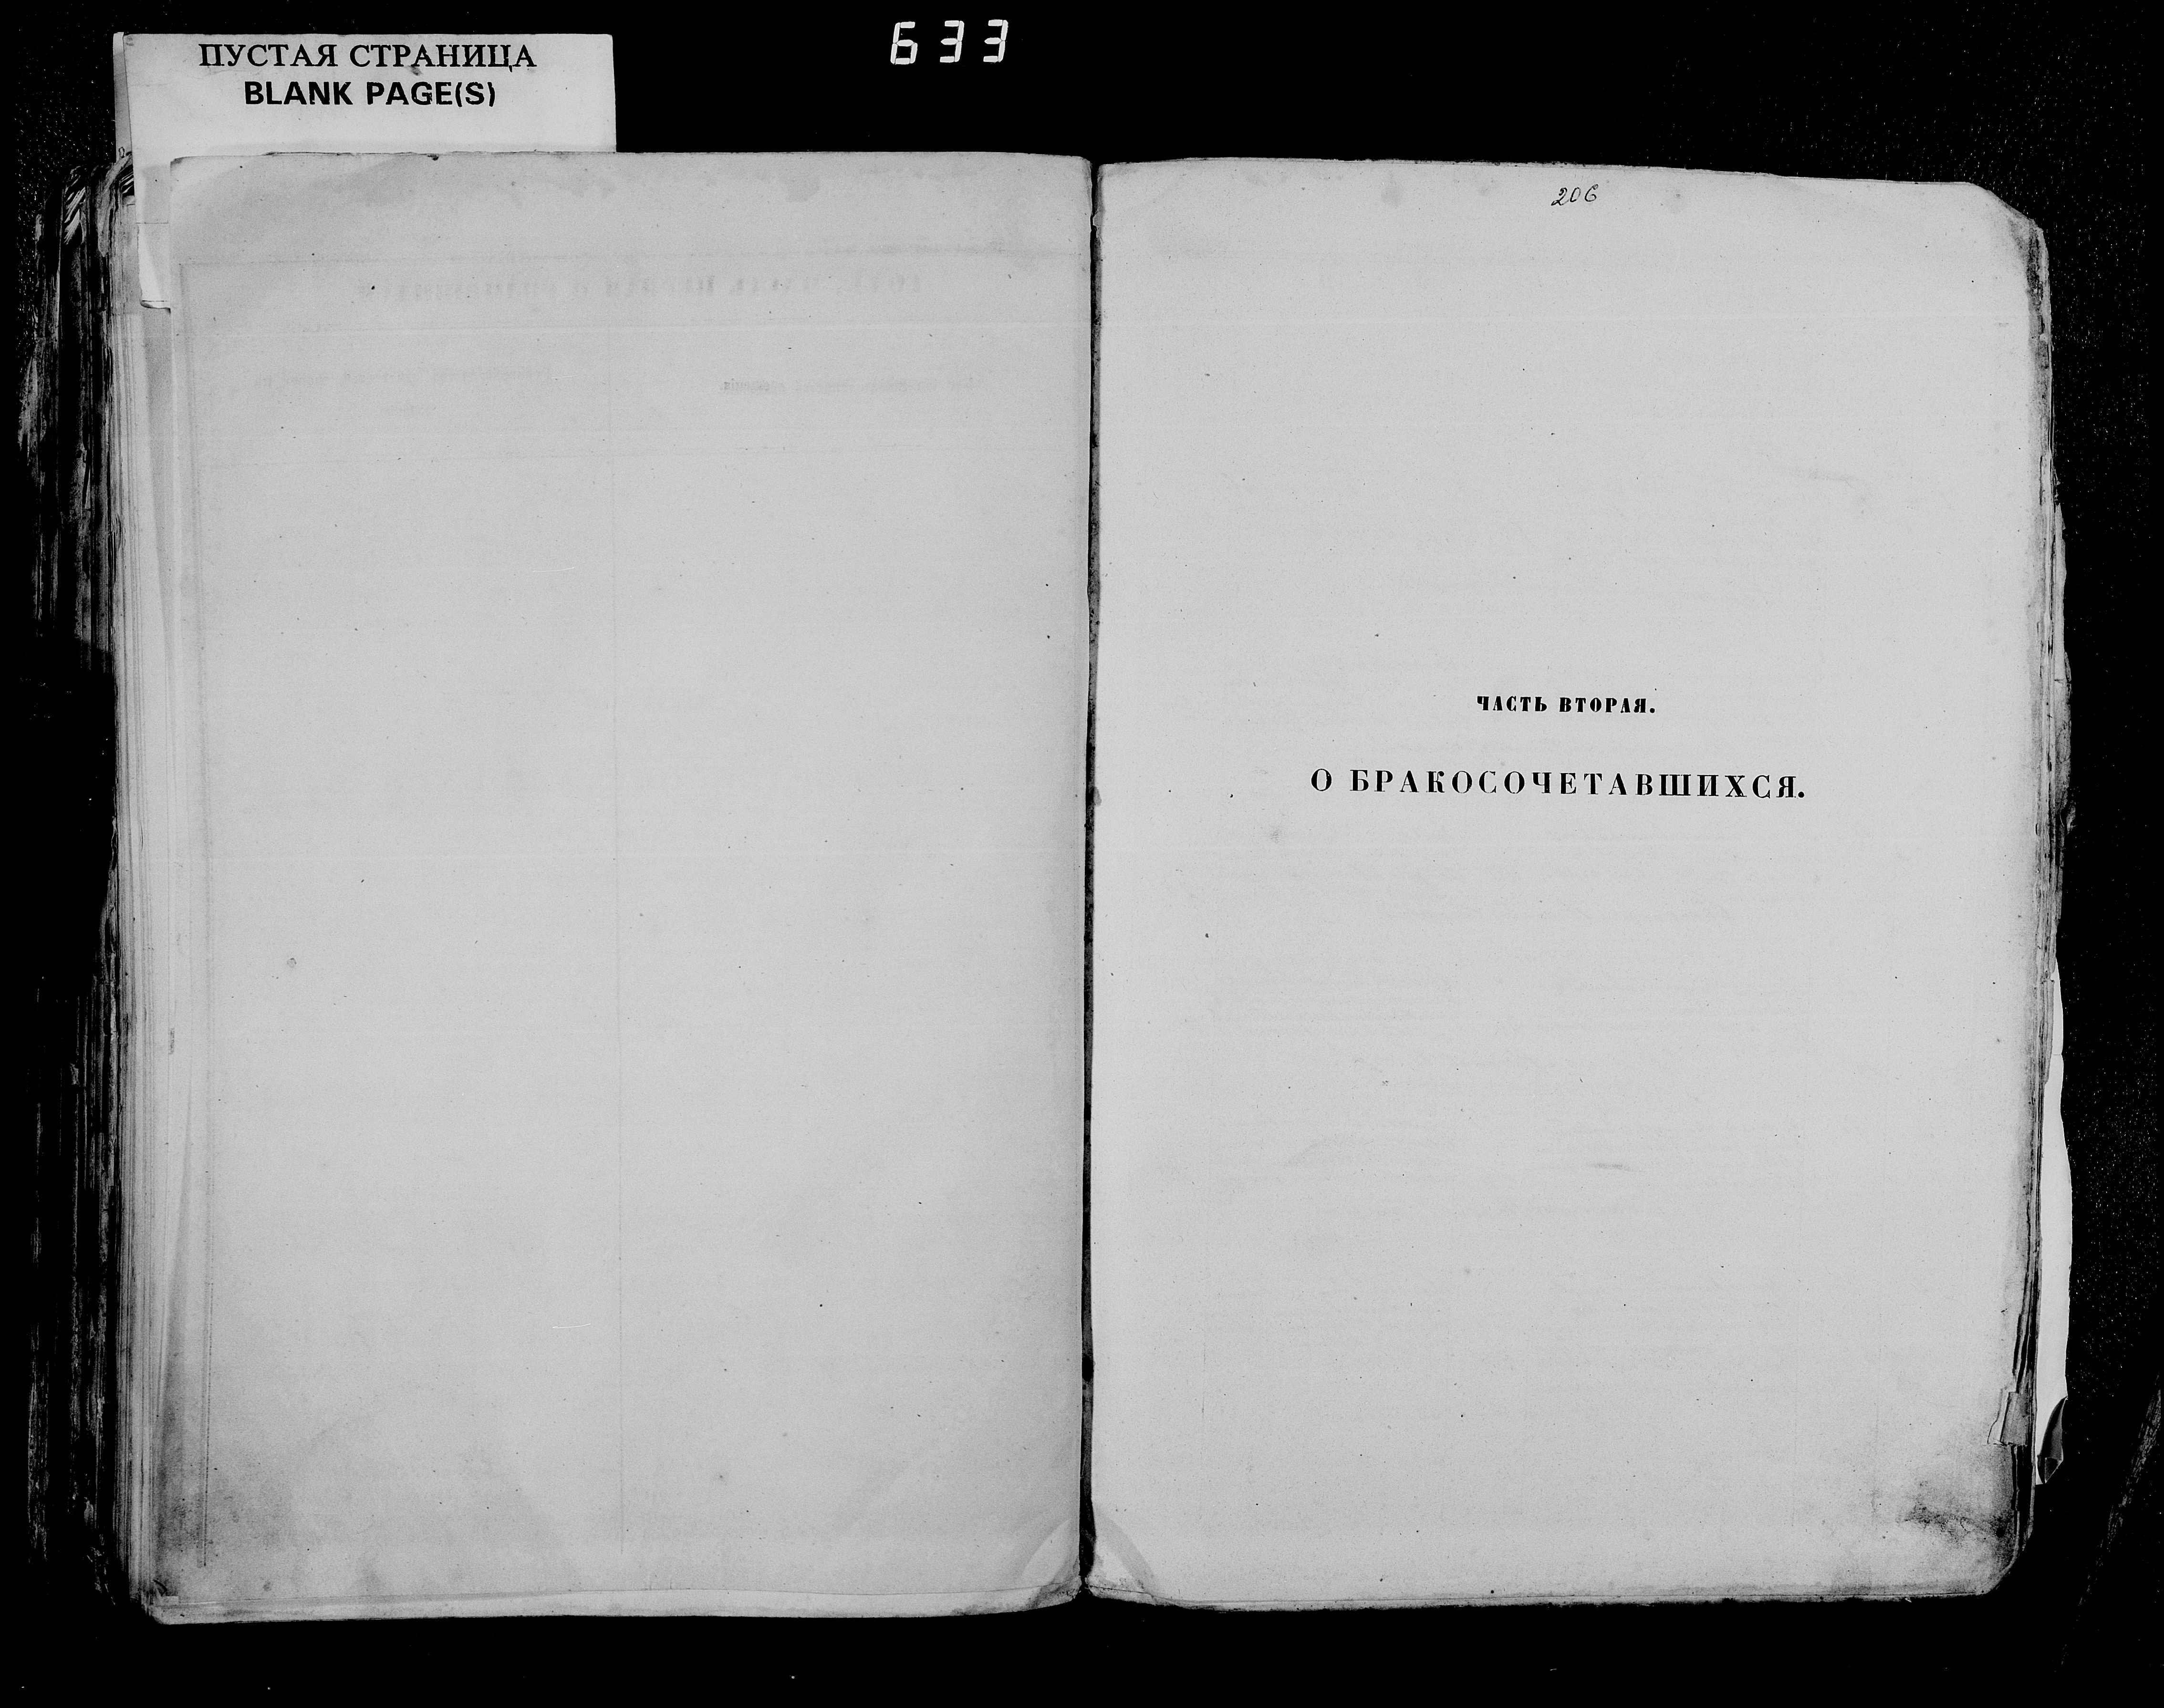 633
ПУСТАЯ СТРАНИЦА
BLANK PAGE(S)
206
ЧАСТЬ ВТОРАЯ.
О БРАКОСОЧЕТАВШИХСЯ.